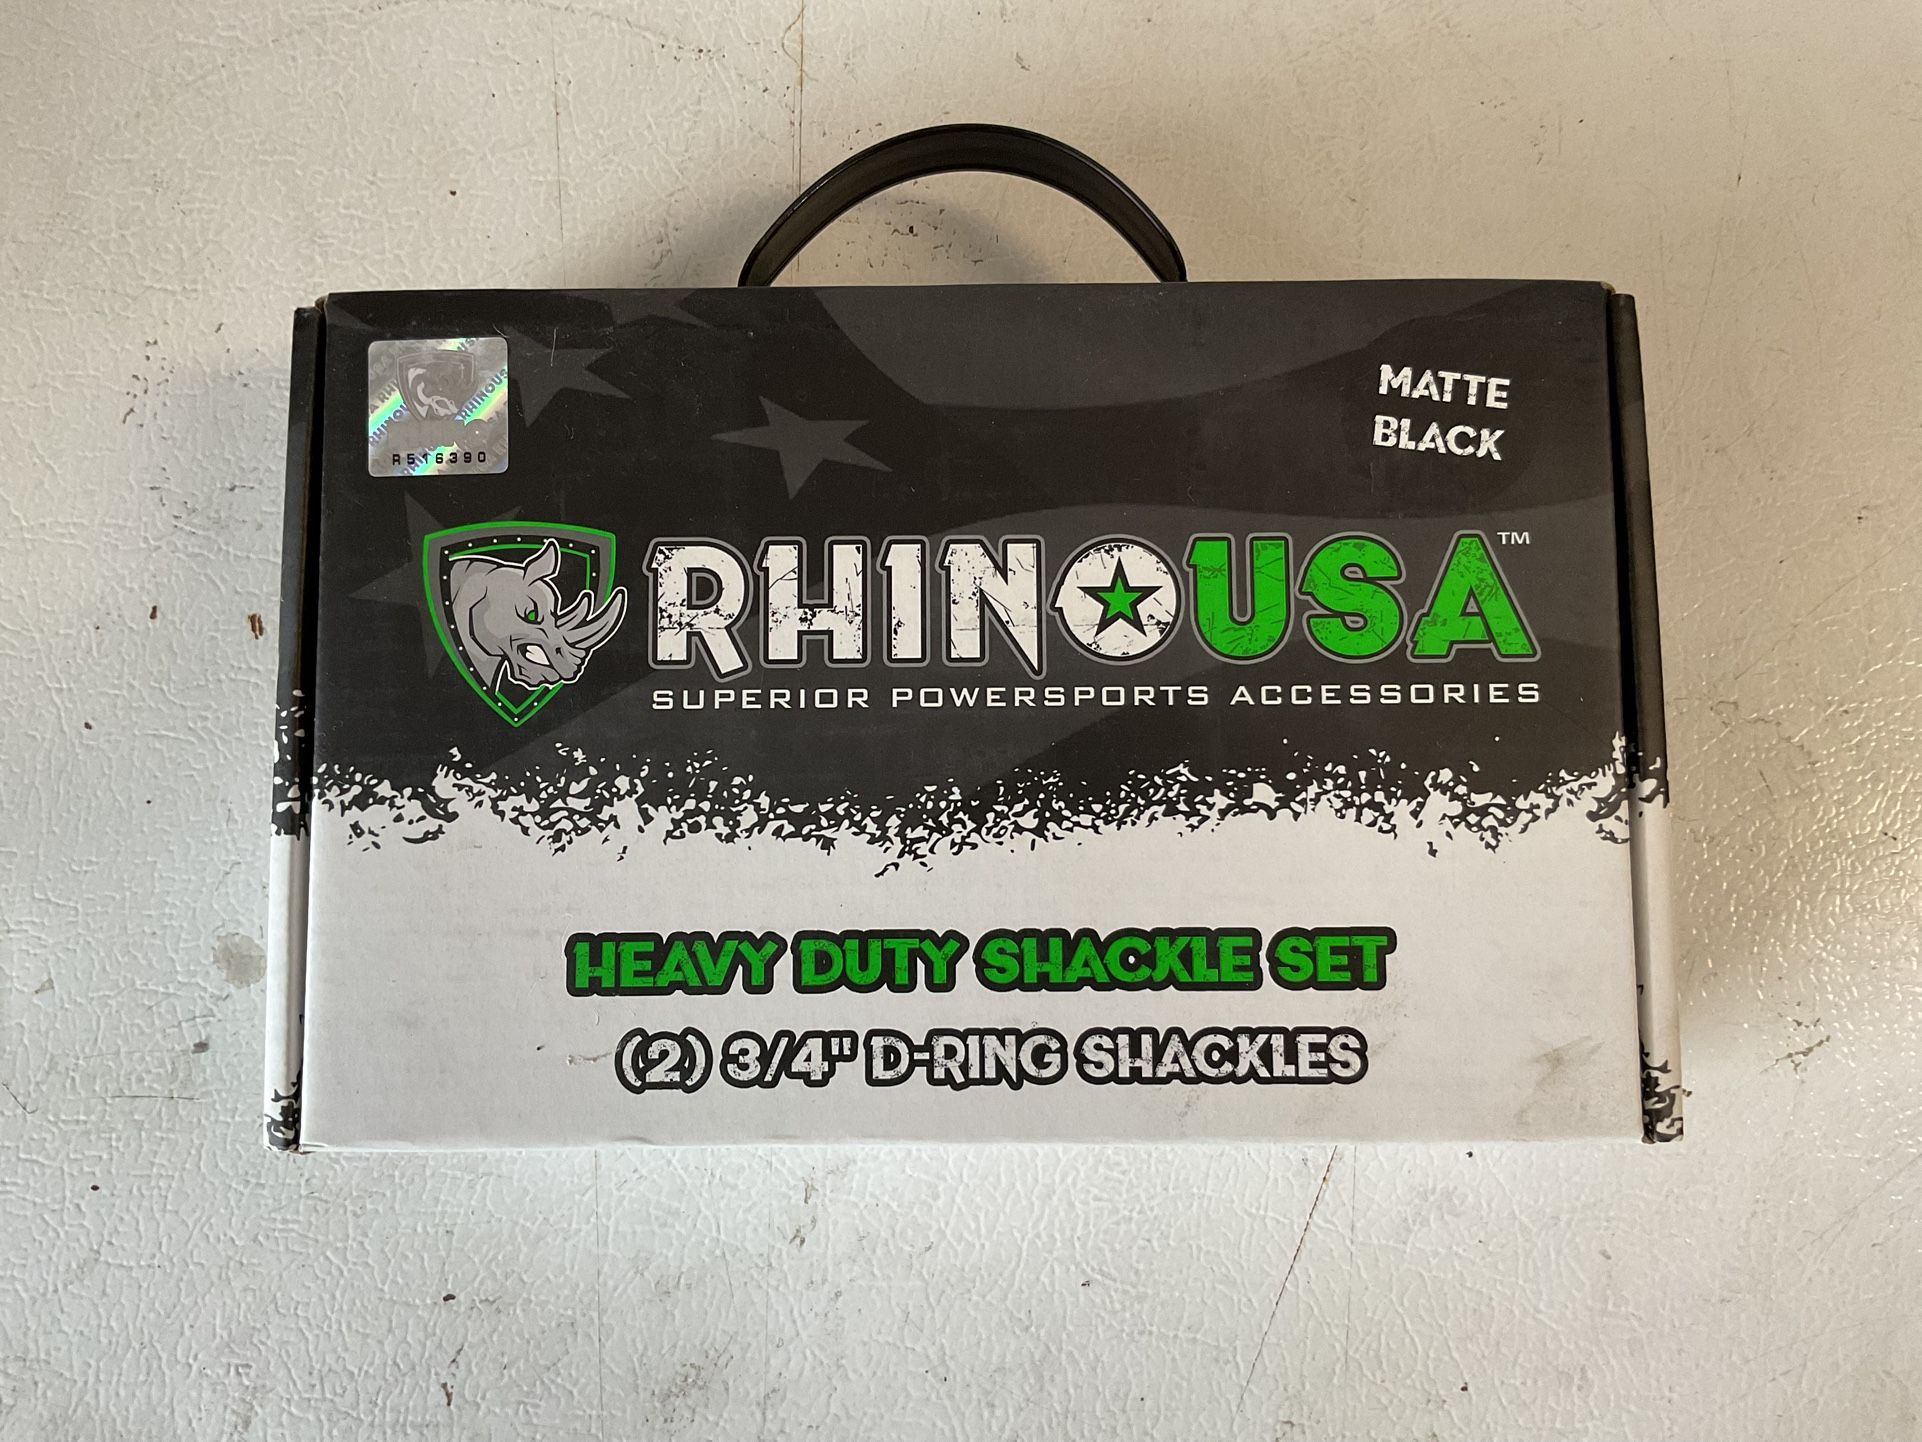 MATTE
BLACK
R516390
RHINOUSA™
SUPERIOR POWERSPORTS ACCESSORIES
HEAVY DUTY SHACKLE SET
(2) 3/4" D-RING SHACKLES